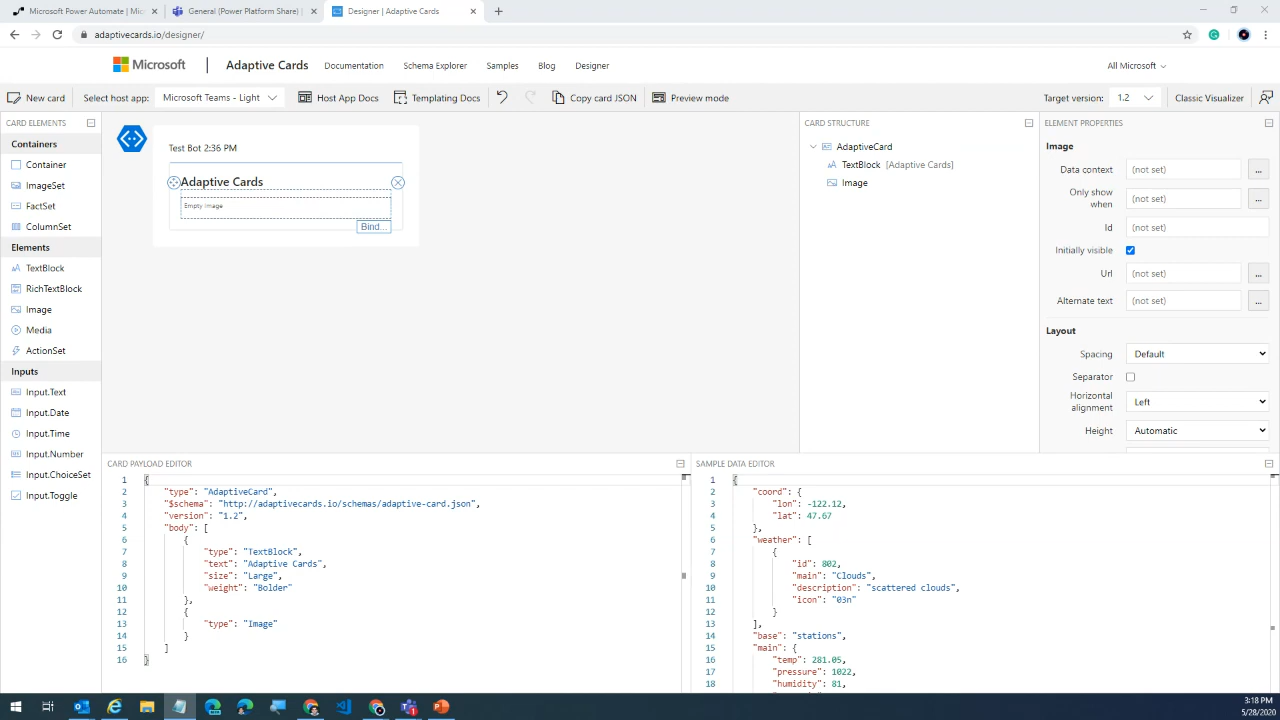 Microsoft Power Automate | Mic
General (Power Platform Share) |
Designer | Adaptive Cards
adaptivecards.io/designer/
Microsoft
Adaptive Cards
Documentation
Schema Explorer
Samples
Blog
Designer
All Microsoft
New card
Select host app:
Microsoft Teams - Light
Host App Docs
Templating Docs
Copy card JSON
Preview mode
Target version:
1.2
Classic Visualizer
CARD ELEMENTS
Containers
Container
ImageSet
FactSet
ColumnSet
Elements
TextBlock
RichTextBlock
Image
Media
ActionSet
Inputs
Input.Text
Input.Date
Input.Time
Input.Number
Input.ChoiceSet
Input.Toggle
Test Bot 2:36 PM
Adaptive Cards
Empty Image
Bind...
CARD STRUCTURE
AdaptiveCard
TextBlock [Adaptive Cards]
Image
ELEMENT PROPERTIES
Image
Data context (not set) ...
Only show when (not set) ...
Id (not set)
Initially visible
Url (not set) ...
Alternate text (not set) ...
Layout
Spacing Default
Separator
Horizontal alignment Left
Height Automatic
CARD PAYLOAD EDITOR
1 {
2 "type": "AdaptiveCard",
3 "$schema": "http://adaptivecards.io/schemas/adaptive-card.json",
4 "version": "1.2",
5 "body": [
6 {
7 "type": "TextBlock",
8 "text": "Adaptive Cards",
9 "size": "Large",
10 "weight": "Bolder"
11 },
12 {
13 "type": "Image"
14 }
15 ]
16 }
SAMPLE DATA EDITOR
1 {
2 "coord": {
3 "lon": -122.12,
4 "lat": 47.67
5 },
6 "weather": [
7 {
8 "id": 802,
9 "main": "Clouds",
10 "description": "scattered clouds",
11 "icon": "03n"
12 }
13 ],
14 "base": "stations",
15 "main": {
16 "temp": 281.05,
17 "pressure": 1022,
18 "humidity": 81,
3:18 PM
5/28/2020